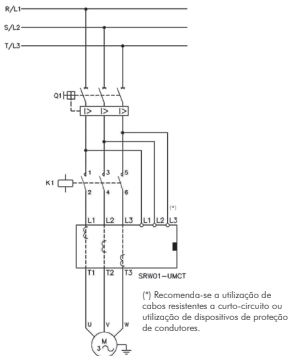 R/L1
S/L2
T/L3
Q1
I> I> I>
1 3 5
K1
2 4 6
(*)
L1 L2 L3 L1 L2 L3
T1 T2 T3
SRW01-UMCT
(*) Recomenda-se a utilização de
cabos resistentes a curto-circuito ou
utilização de dispositivos de proteção
de condutores.
U V W
M
3~